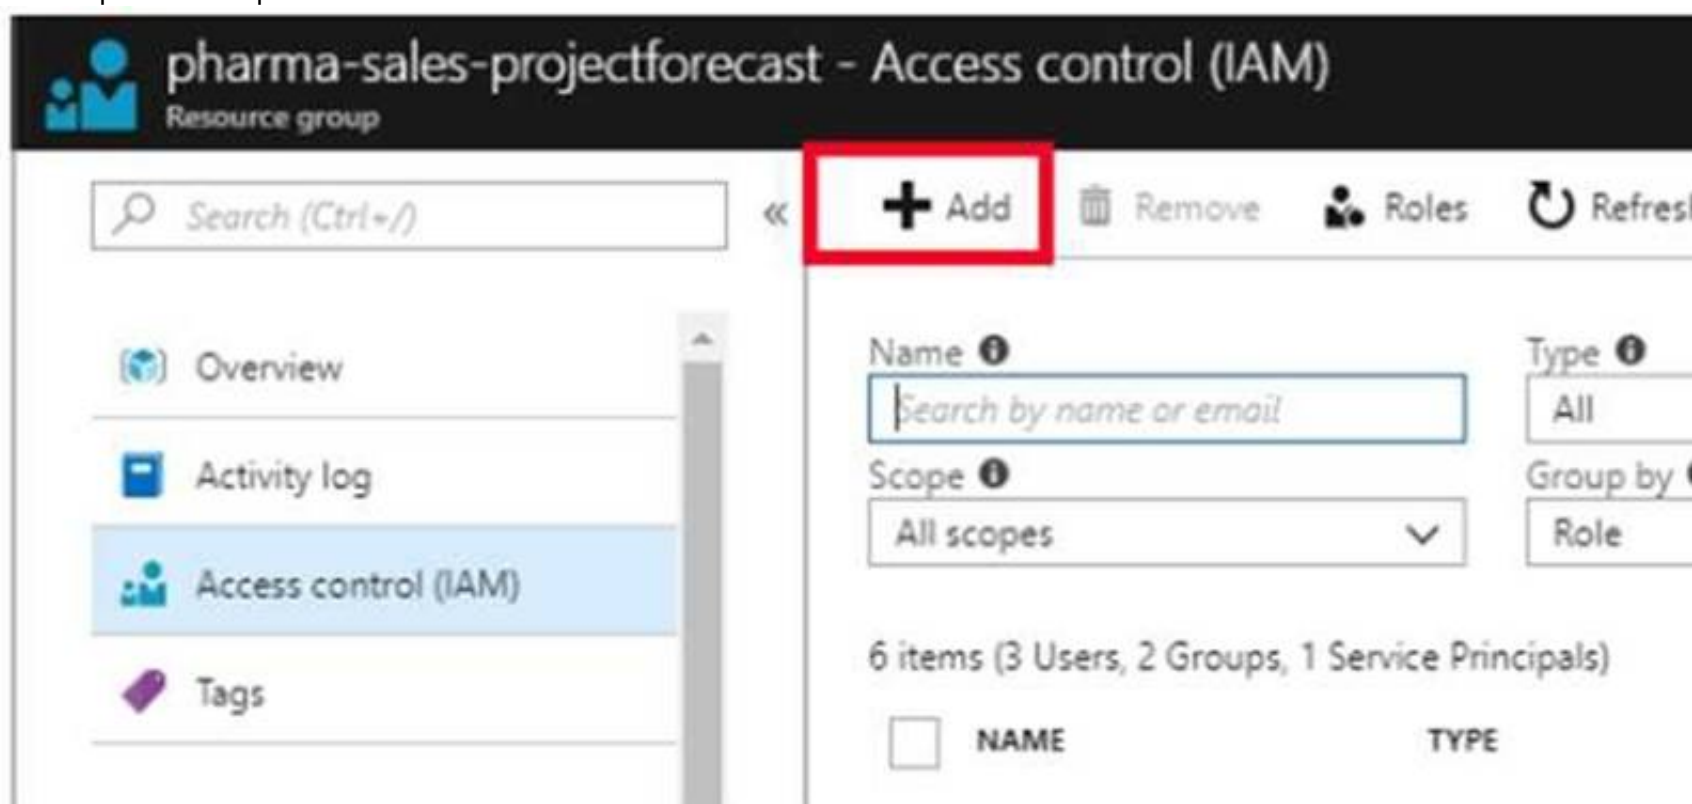 pharma-sales-projectforecast - Access control (IAM)
Resource group
Search (Ctrl+/)
«
Add
Remove
Roles
Refresh
Overview
Activity log
Access control (IAM)
Tags
Name
Type
Search by name or email
All
Scope
Group by
All scopes
Role
6 items (3 Users, 2 Groups, 1 Service Principals)
NAME
TYPE